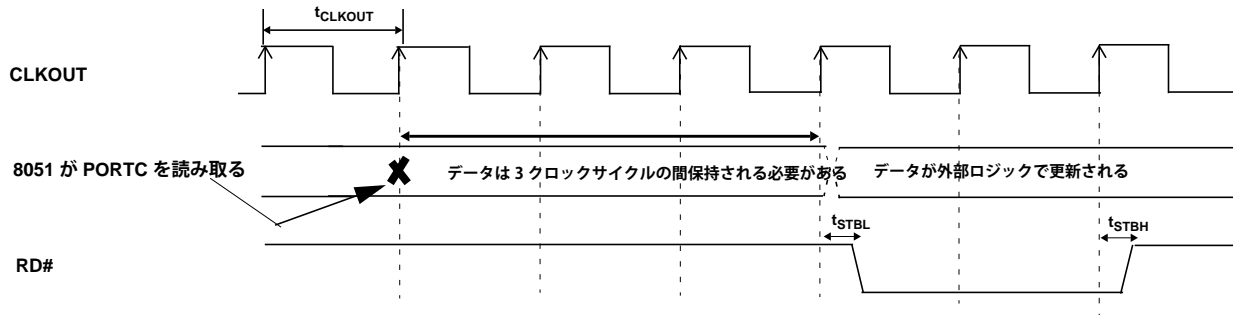 tCLKOUT
CLKOUT
8051 が PORTC を読み取る
データは 3 クロックサイクルの間保持される必要がある
データが外部ロジックで更新される
tSTBL
tSTBH
RD#